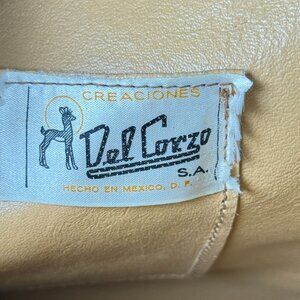 CREACIONES
Del Corzo
S.A.
HECHO EN MEXICO, D. F.